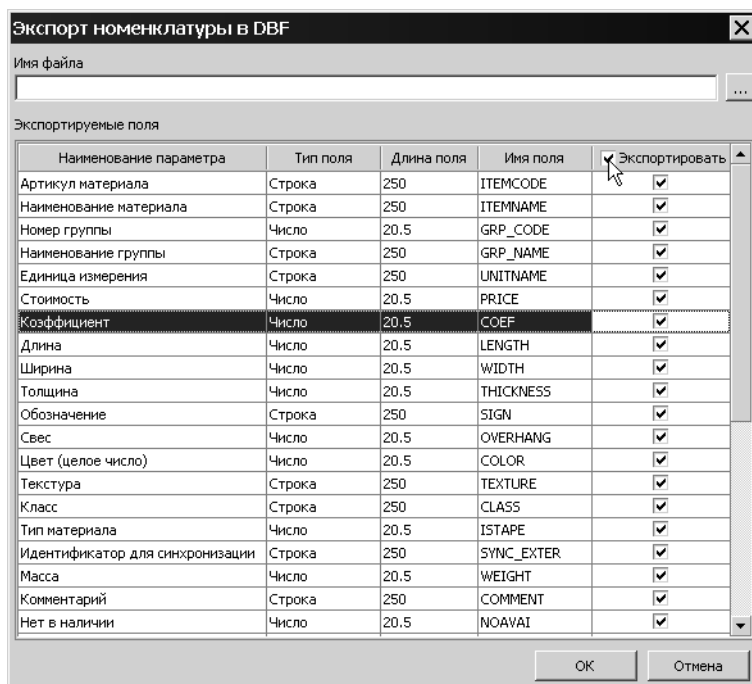 Экспорт номенклатуры в DBF
Имя файла
...
Экспортируемые поля
Наименование параметра Тип поля Длина поля Имя поля Экспортировать
Артикул материала Строка 250 ITEMCODE
Наименование материала Строка 250 ITEMNAME
Номер группы Число 20.5 GRP_CODE
Наименование группы Строка 250 GRP_NAME
Единица измерения Строка 250 UNITNAME
Стоимость Число 20.5 PRICE
Коэффициент Число 20.5 COEF
Длина Число 20.5 LENGTH
Ширина Число 20.5 WIDTH
Толщина Число 20.5 THICKNESS
Обозначение Строка 250 SIGN
Свес Число 20.5 OVERHANG
Цвет (целое число) Число 20.5 COLOR
Текстура Строка 250 TEXTURE
Класс Строка 250 CLASS
Тип материала Число 20.5 ISTAPE
Идентификатор для синхронизации Строка 250 SYNC_EXTER
Масса Число 20.5 WEIGHT
Комментарий Строка 250 COMMENT
Нет в наличии Число 20.5 NOAVAI
ОК Отмена